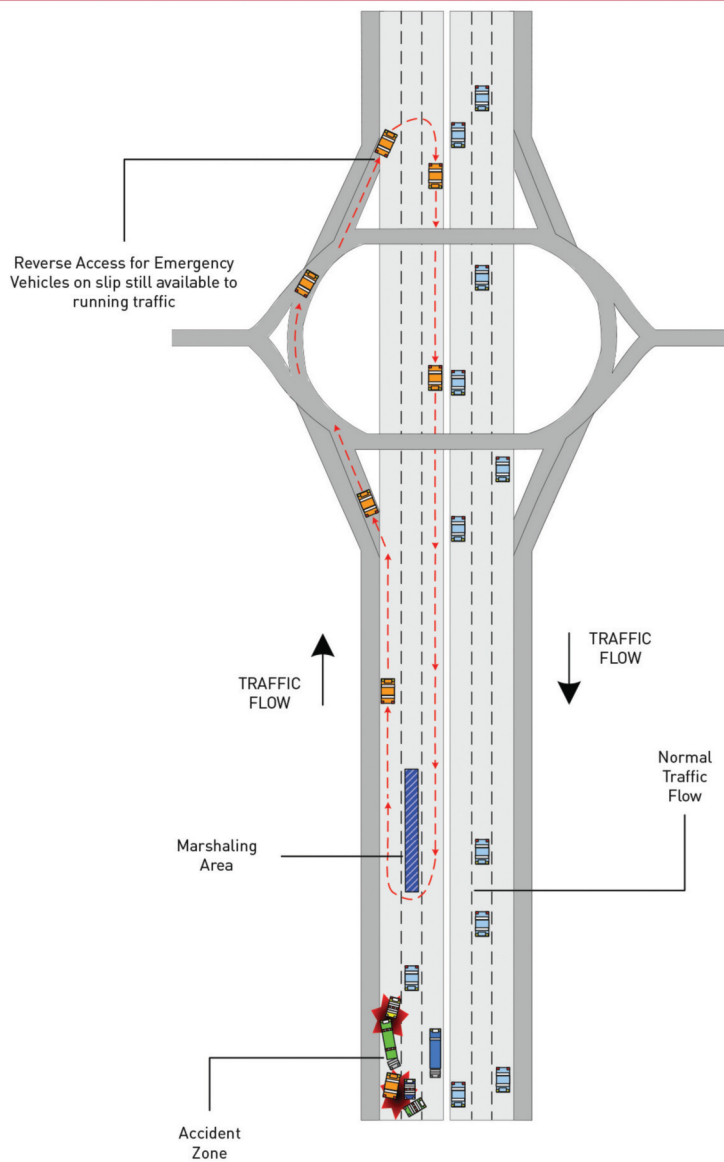 Reverse Access for Emergency
Vehicles on slip still available to
running traffic
TRAFFIC
FLOW
TRAFFIC
FLOW
Normal
Traffic
Flow
Marshaling
Area
Accident
Zone